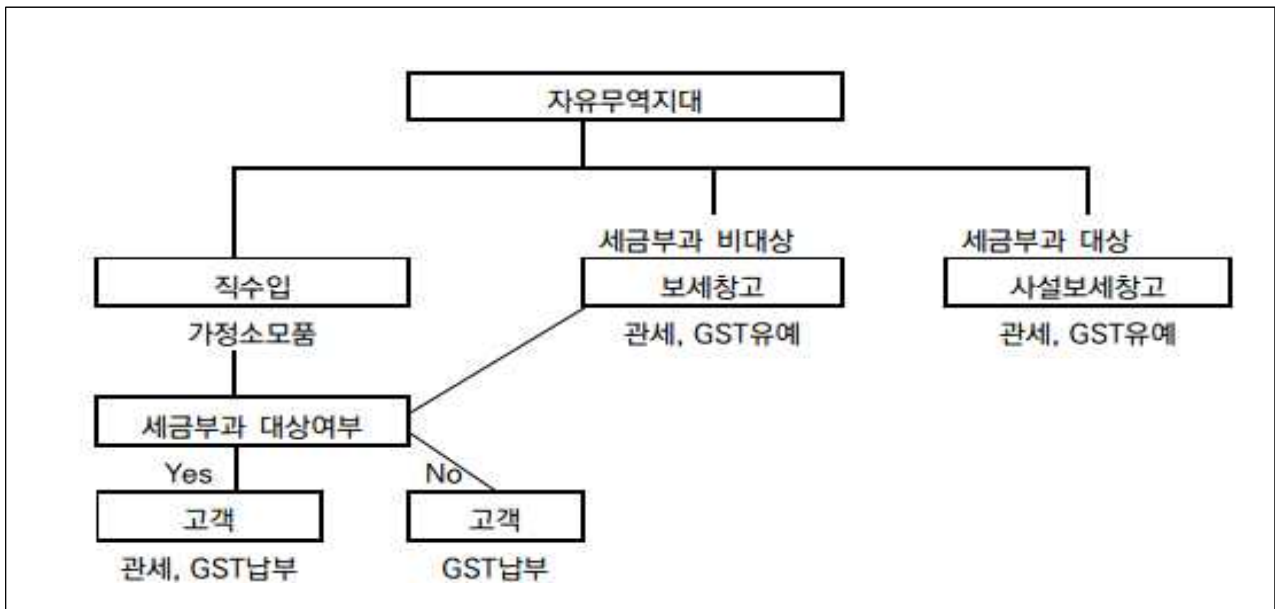 자유무역지대
세금부과 비대상
세금부과 대상
직수입
보세창고
사설보세창고
가정소모품
관세, GST유예
관세, GST유예
세금부과 대상여부
Yes
No
고객
고객
관세, GST납부
GST납부